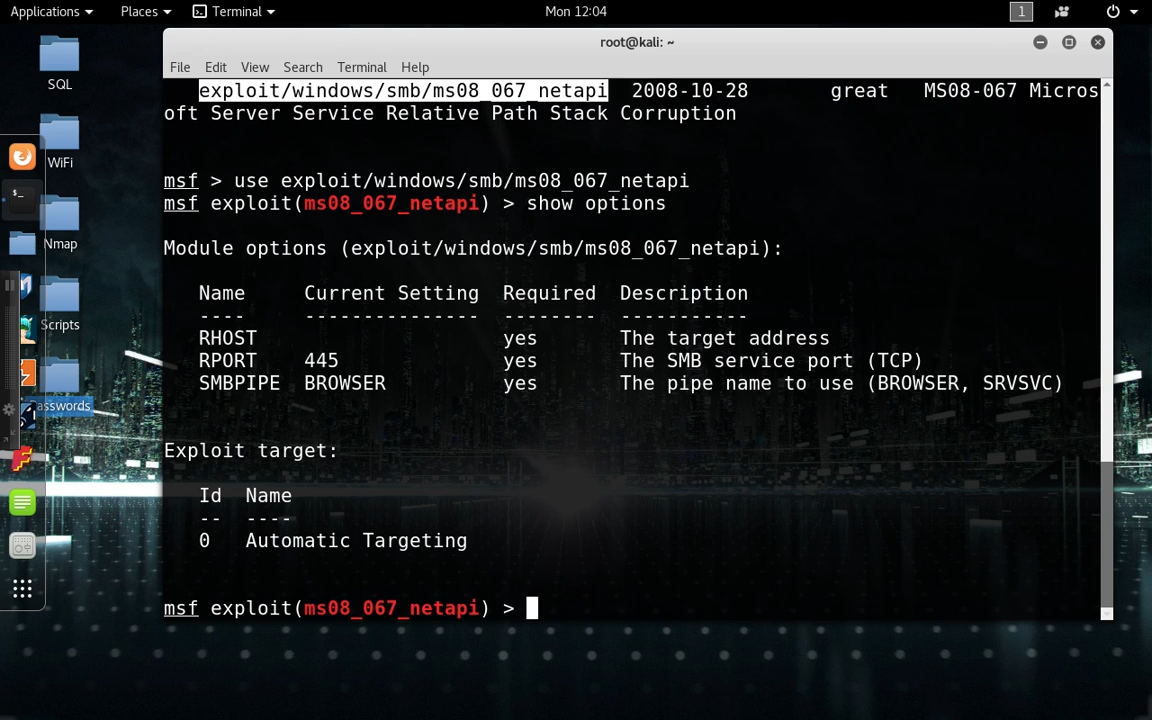 Applications Places Terminal Mon 12:04 1
root@kali: ~
File Edit View Search Terminal Help
SQL
WiFi
Nmap
Scripts
asswords
exploit/windows/smb/ms08_067_netapi 2008-10-28 great MS08-067 Micros
oft Server Service Relative Path Stack Corruption
msf > use exploit/windows/smb/ms08_067_netapi
msf exploit(ms08_067_netapi) > show options
Module options (exploit/windows/smb/ms08_067_netapi):
Name Current Setting Required Description
---- --------------- -------- -----------
RHOST yes The target address
RPORT 445 yes The SMB service port (TCP)
SMBPIPE BROWSER yes The pipe name to use (BROWSER, SRVSVC)
Exploit target:
Id Name
-- ----
0 Automatic Targeting
msf exploit(ms08_067_netapi) >